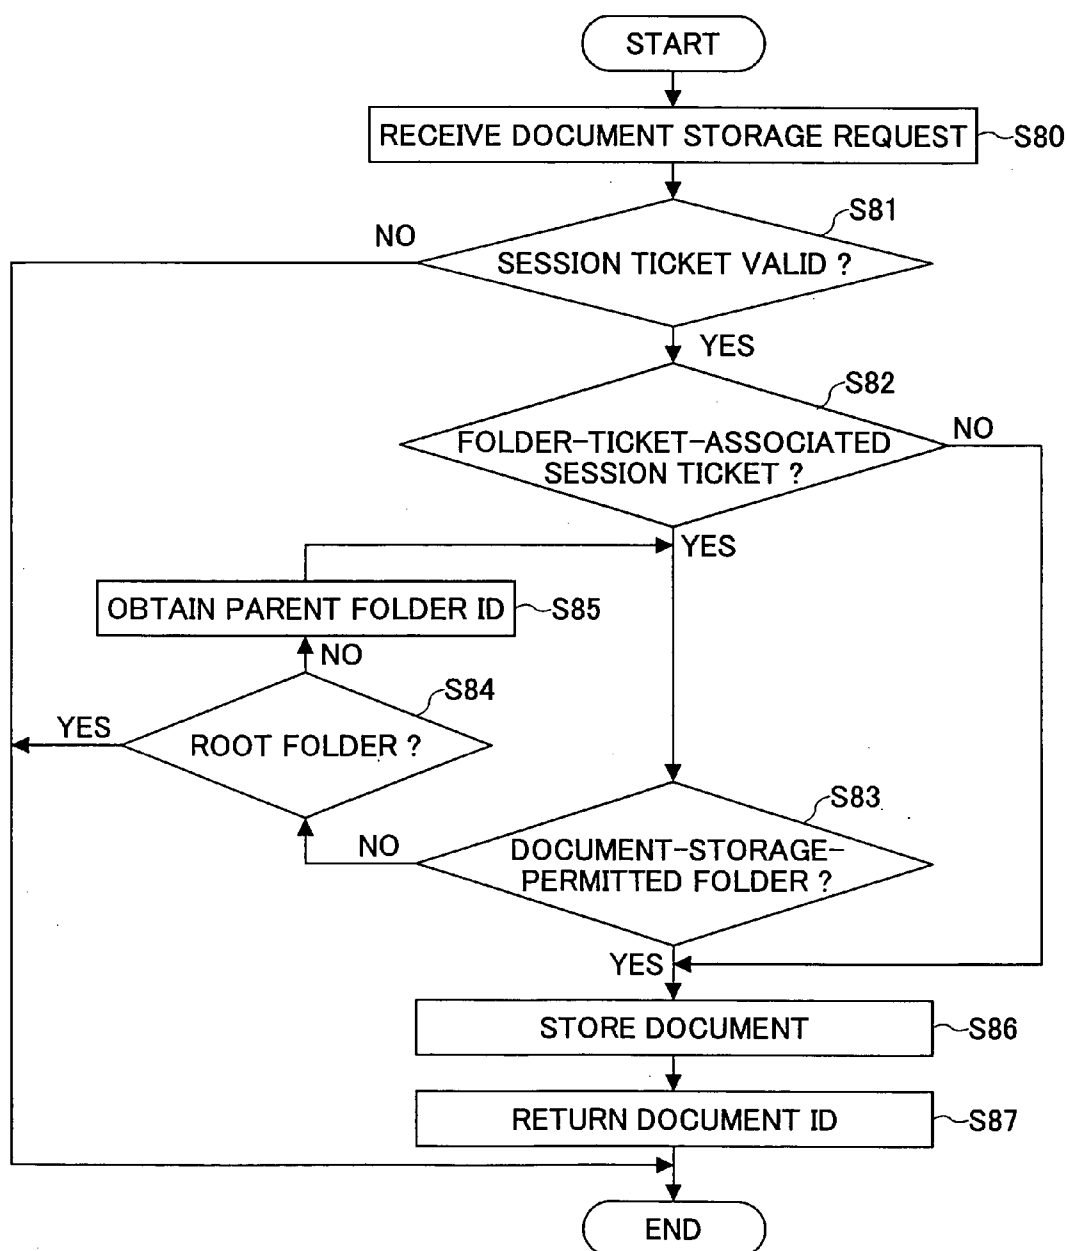 START
RECEIVE DOCUMENT STORAGE REQUEST
S80
S81
NO
SESSION TICKET VALID ?
YES
S82
FOLDER-TICKET-ASSOCIATED
SESSION TICKET ?
NO
YES
OBTAIN PARENT FOLDER ID
S85
NO
S84
YES
ROOT FOLDER ?
S83
NO
DOCUMENT-STORAGE-
PERMITTED FOLDER ?
YES
STORE DOCUMENT
S86
RETURN DOCUMENT ID
S87
END